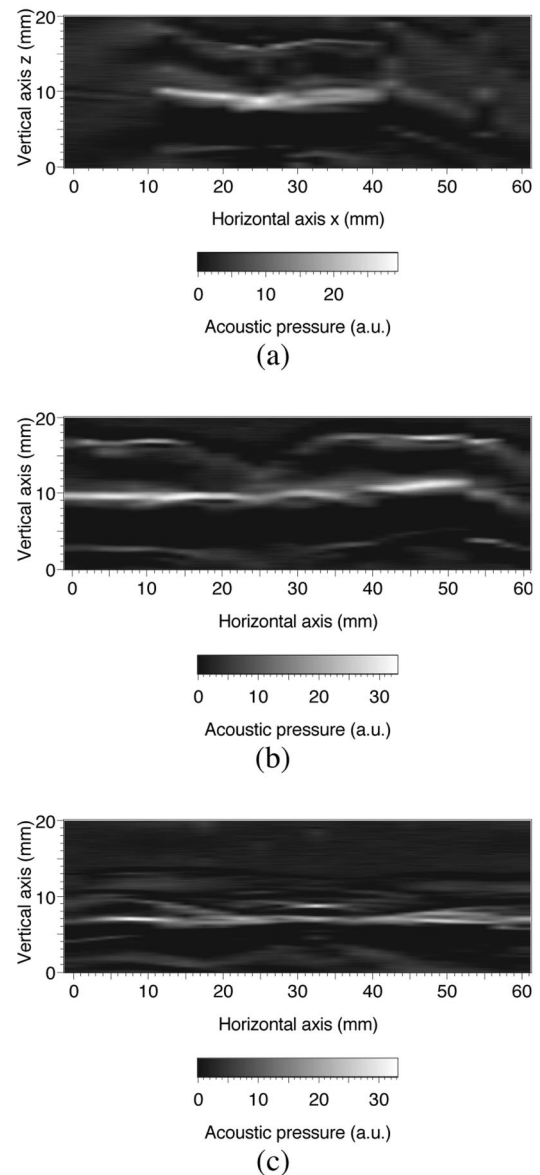 20
10
0
Vertical axis z (mm)
0 10 20 30 40 50 60
Horizontal axis x (mm)
0 10 20
Acoustic pressure (a.u.)
(a)
20
10
0
Vertical axis (mm)
0 10 20 30 40 50 60
Horizontal axis (mm)
0 10 20 30
Acoustic pressure (a.u.)
(b)
20
10
0
Vertical axis (mm)
0 10 20 30 40 50 60
Horizontal axis (mm)
0 10 20 30
Acoustic pressure (a.u.)
(c)